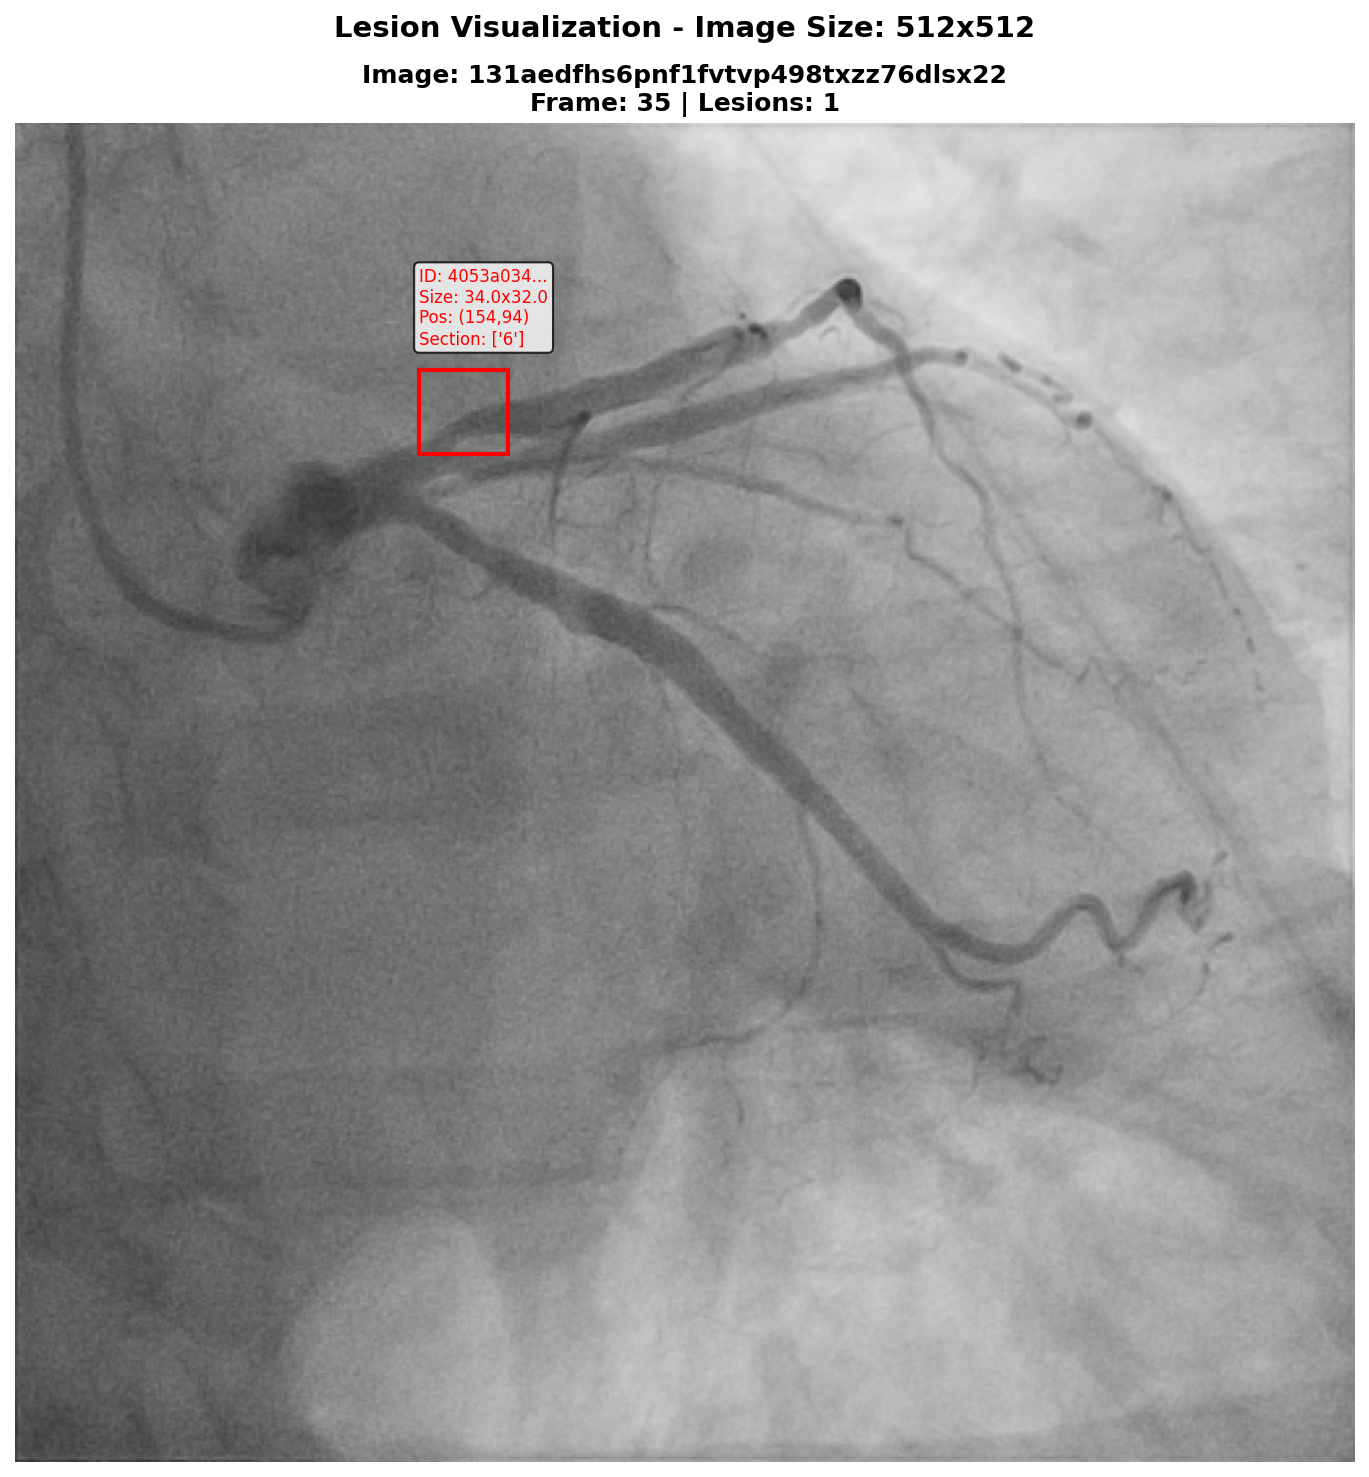 Lesion Visualization - Image Size: 512x512
Image: 131aedfhs6pnf1fvtvp498txzz76dlsx22
Frame: 35 | Lesions: 1
ID: 4053a034...
Size: 34.0x32.0
Pos: (154,94)
Section: ['6']